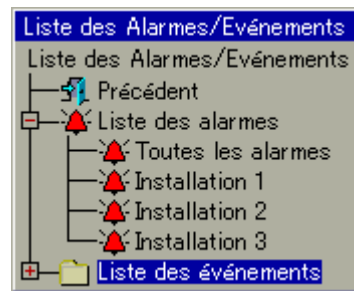 Liste des Alarmes/Evénements
Liste des Alarmes/Evénements
Précédent
Liste des alarmes
Toutes les alarmes
Installation 1
Installation 2
Installation 3
Liste des événements